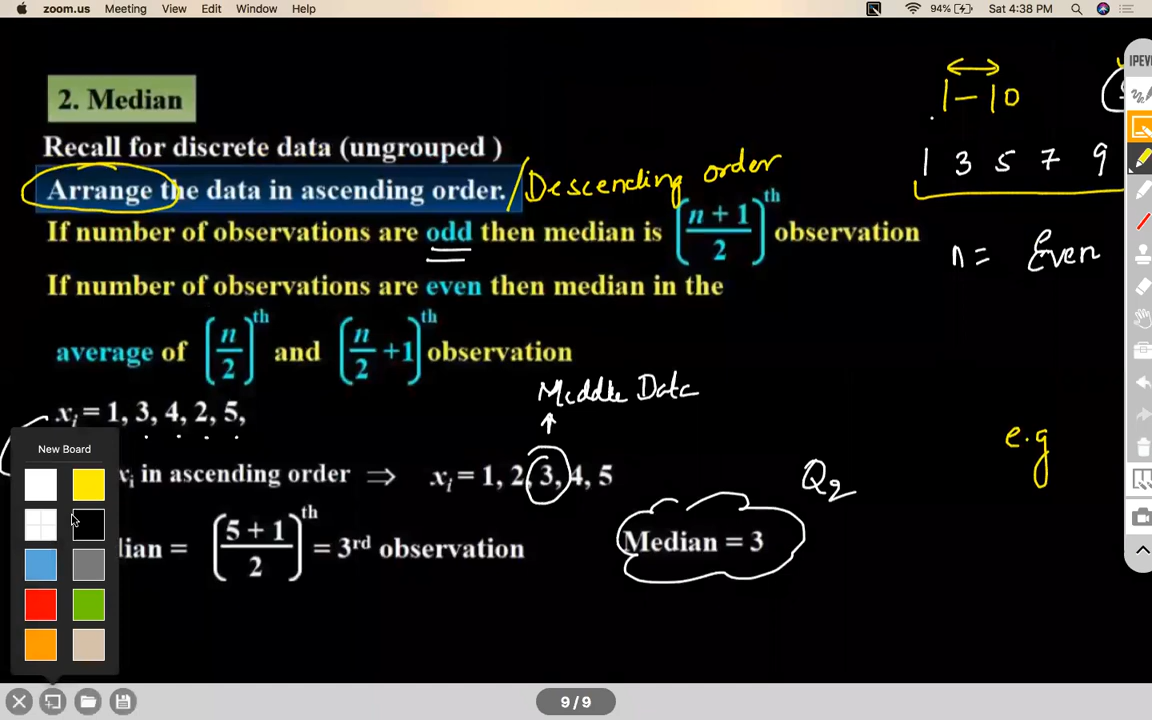 zoom.us Meeting View Edit Window Help 94% Sat 4:38 PM
IPEV
2. Median
1-10
Recall for discrete data (ungrouped )
1 3 5 7 9
Arrange the data in ascending order. / Descending order
If number of observations are odd then median is (n + 1 / 2)th observation
n = Even
If number of observations are even then median in the
average of (n / 2)th and (n / 2 +1)th observation
Middle Data
xi = 1, 3, 4, 2, 5,
e.g
New Board
xi in ascending order ⇒ xi = 1, 2, 3, 4, 5
Q2
dian = (5 + 1 / 2)th = 3rd observation
Median = 3
9 / 9